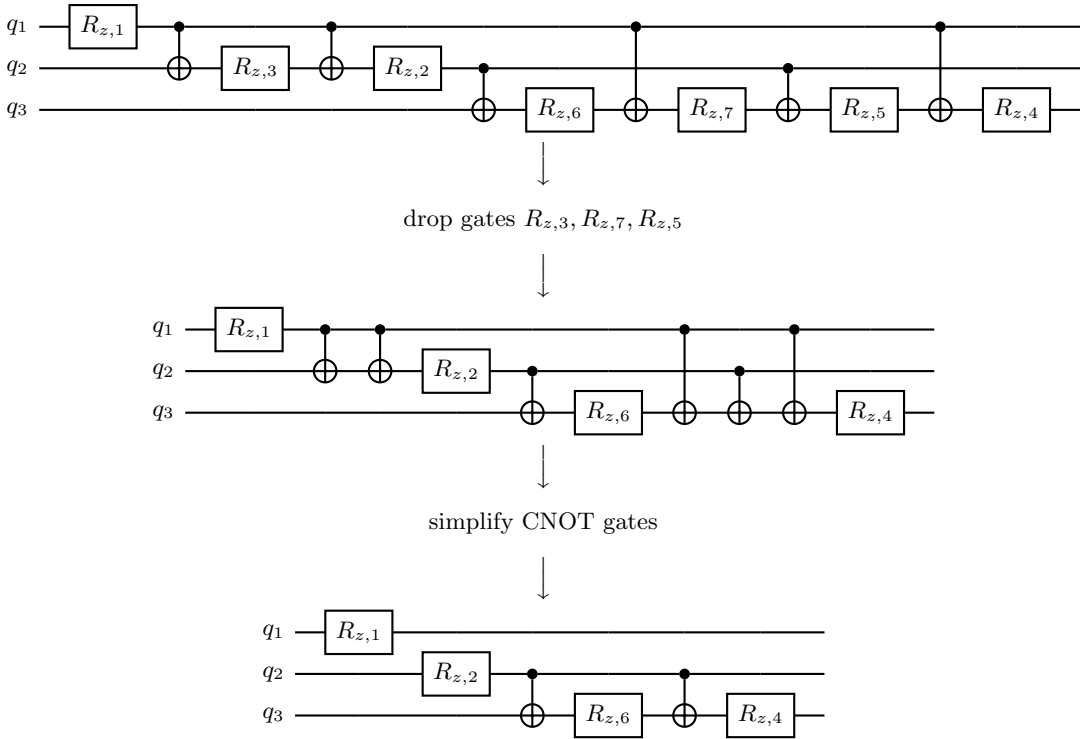 q₁ R_{z,1}
q₂ R_{z,3} R_{z,2}
q₃ R_{z,6} R_{z,7} R_{z,5} R_{z,4}
drop gates R_{z,3}, R_{z,7}, R_{z,5}
q₁ R_{z,1}
q₂ R_{z,2}
q₃ R_{z,6} R_{z,4}
simplify CNOT gates
q₁ R_{z,1}
q₂ R_{z,2}
q₃ R_{z,6} R_{z,4}